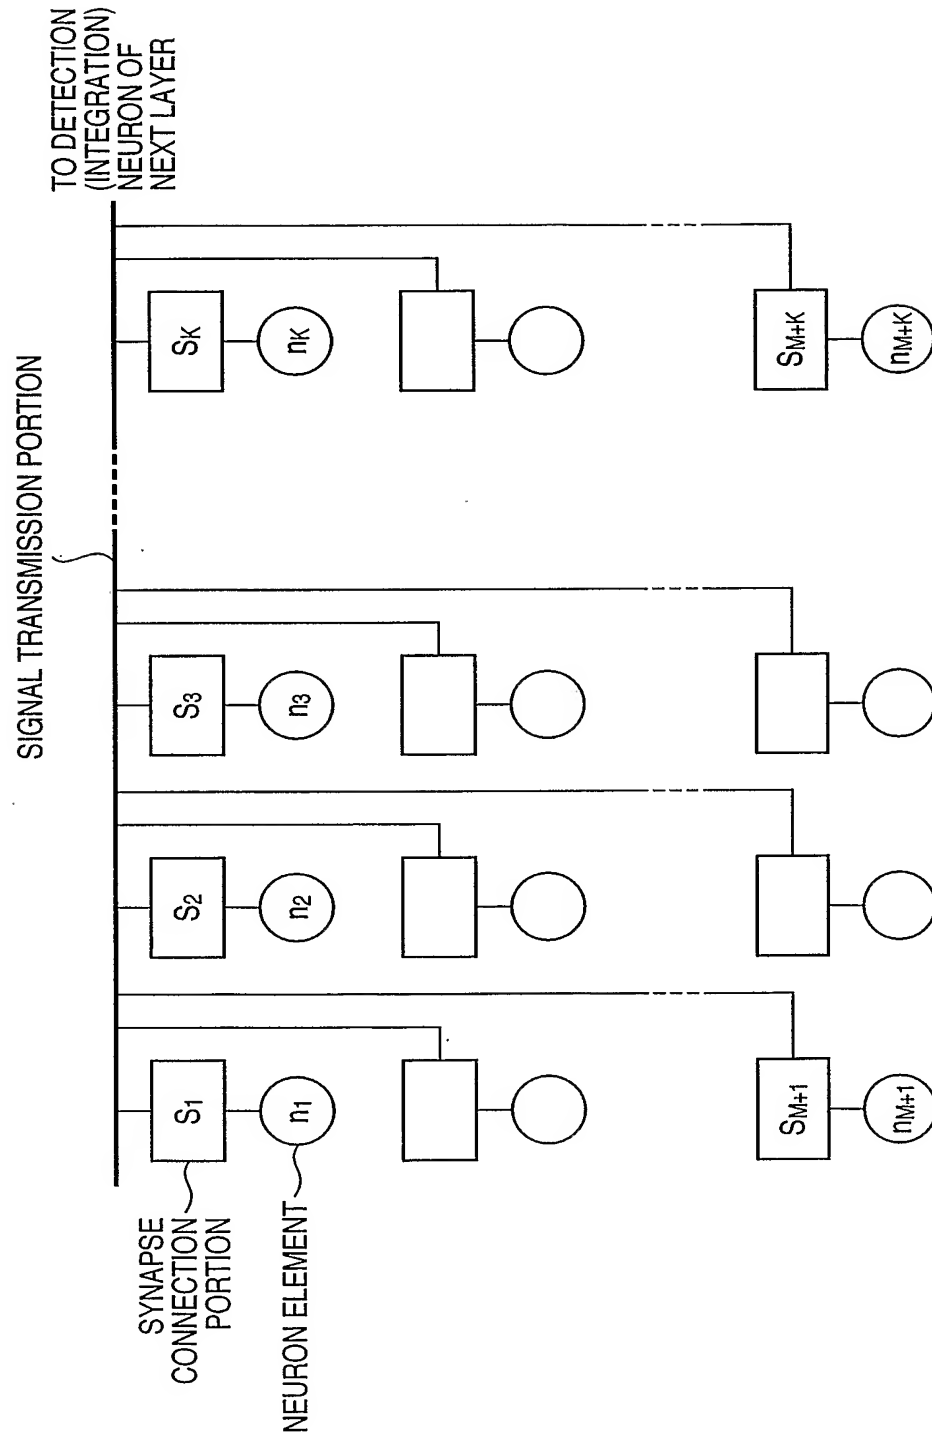 SIGNAL TRANSMISSION PORTION
TO DETECTION
(INTEGRATION)
NEURON OF
NEXT LAYER
SYNAPSE
CONNECTION
PORTION
S1
S2
S3
SK
NEURON ELEMENT
n1
n2
n3
nK
SM+1
SM+K
nM+1
nM+K